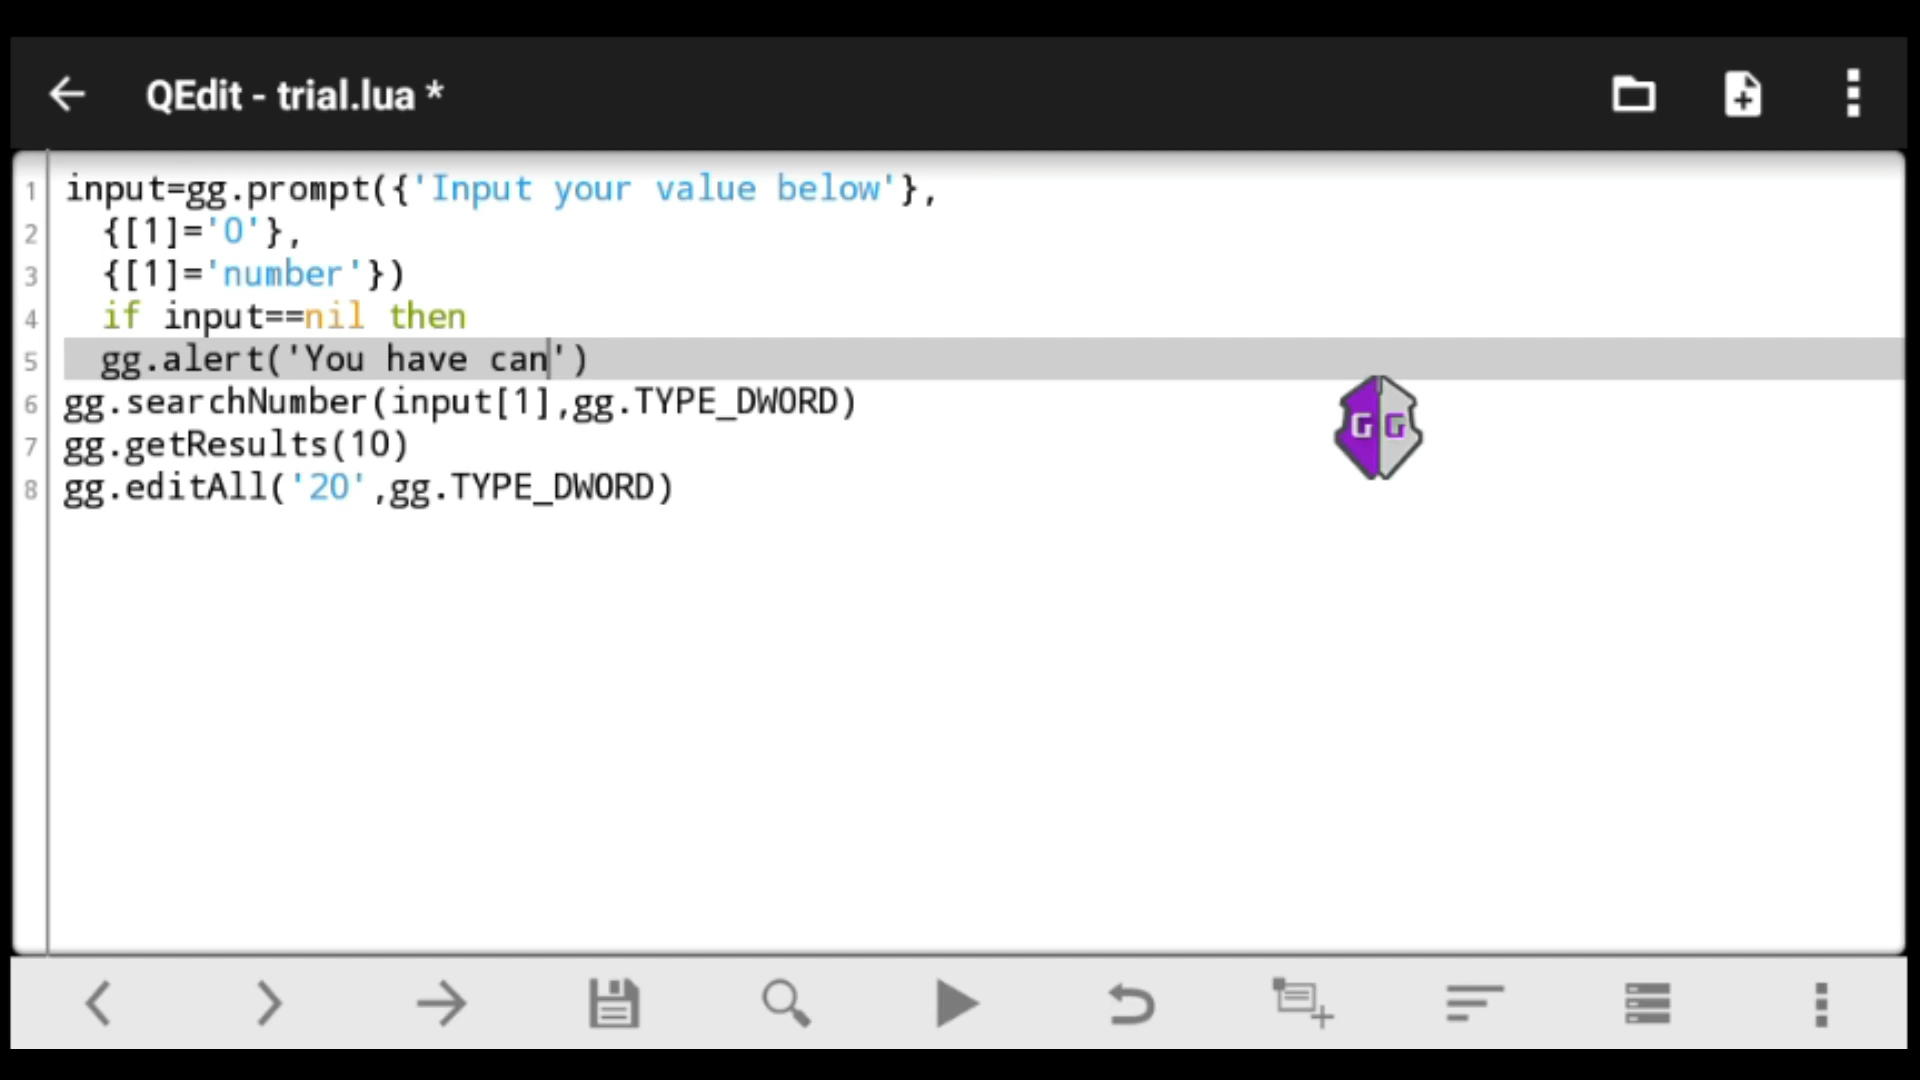 QEdit - trial.lua *
1 input=gg.prompt({'Input your value below'},
2 {[1]='0'},
3 {[1]='number'})
4 if input==nil then
5 gg.alert('You have can')
6 gg.searchNumber(input[1],gg.TYPE_DWORD)
7 gg.getResults(10)
8 gg.editAll('20',gg.TYPE_DWORD)
GG